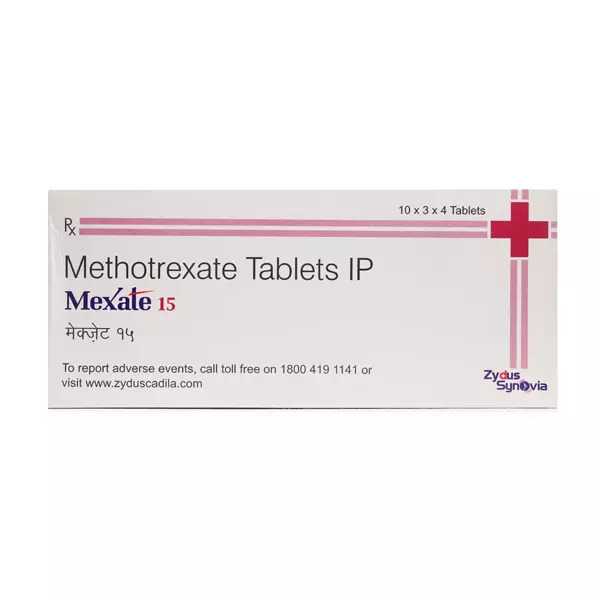 10 x 3 x 4 Tablets
Rx
Methotrexate Tablets IP
Mexate 15
मेक्ज़ेट १५
To report adverse events, call toll free on 1800 419 1141 or
visit www.zyduscadila.com
Zydus
Synovia